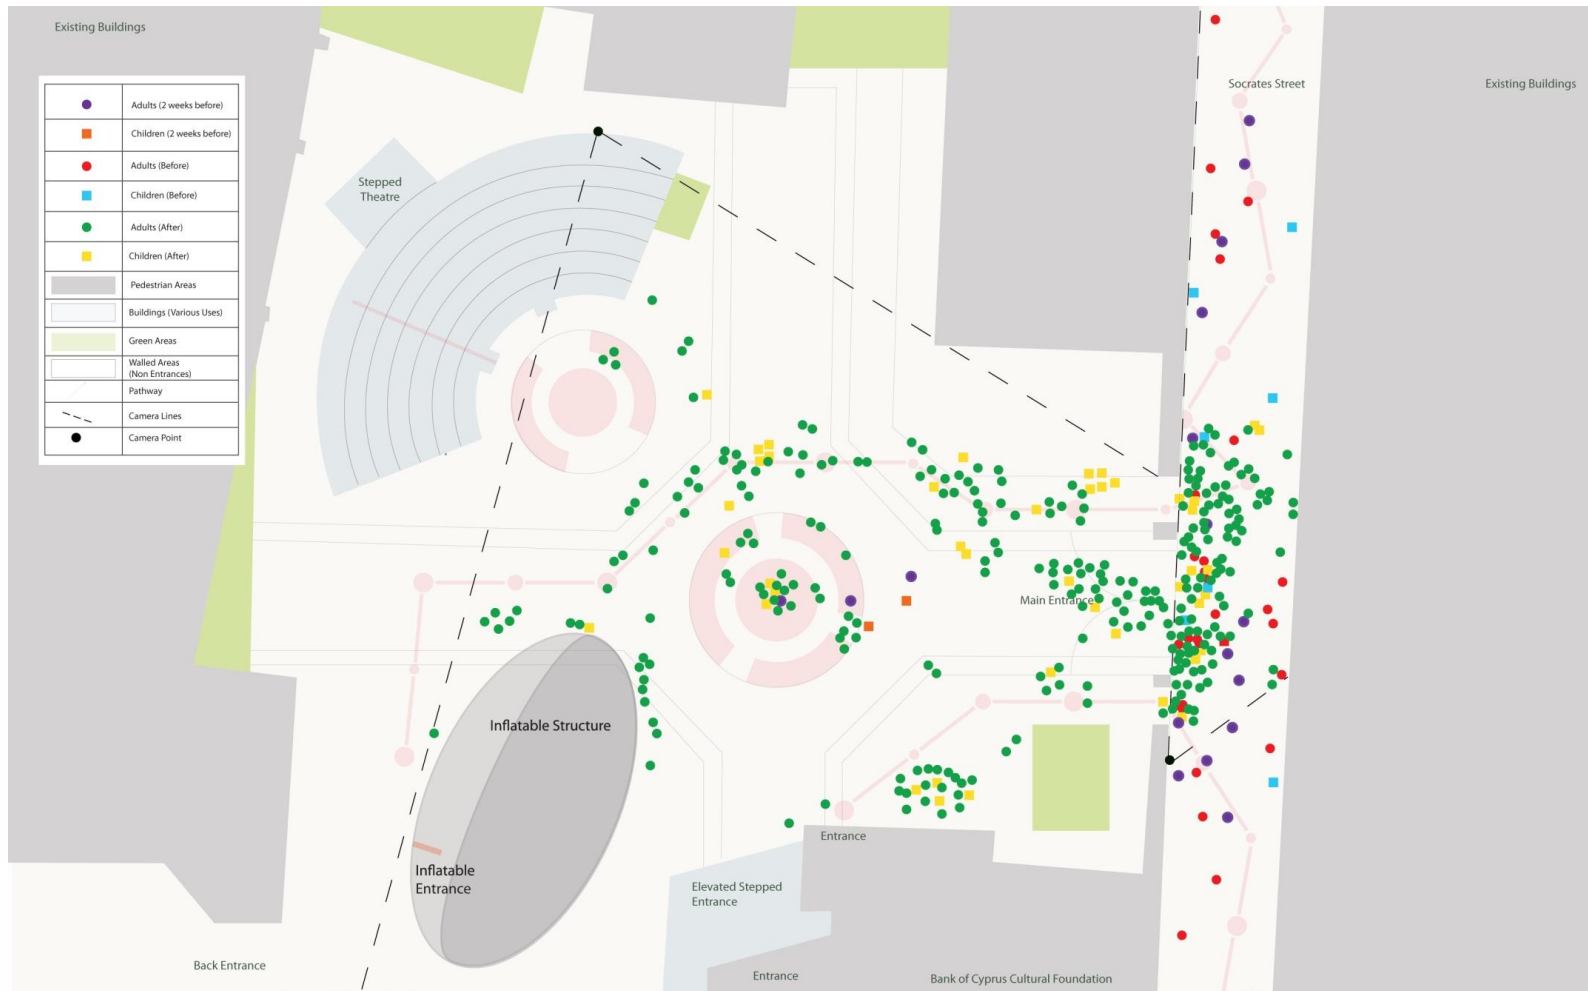 Existing Buildings
Adults (2 weeks before)
Children (2 weeks before)
Adults (Before)
Children (Before)
Adults (After)
Children (After)
Pedestrian Areas
Buildings (Various Uses)
Green Areas
Walled Areas
(Non Entrances)
Pathway
Camera Lines
Camera Point
Stepped
Theatre
Socrates Street
Existing Buildings
Main Entrance
Inflatable Structure
Inflatable
Entrance
Entrance
Elevated Stepped
Entrance
Back Entrance
Entrance
Bank of Cyprus Cultural Foundation